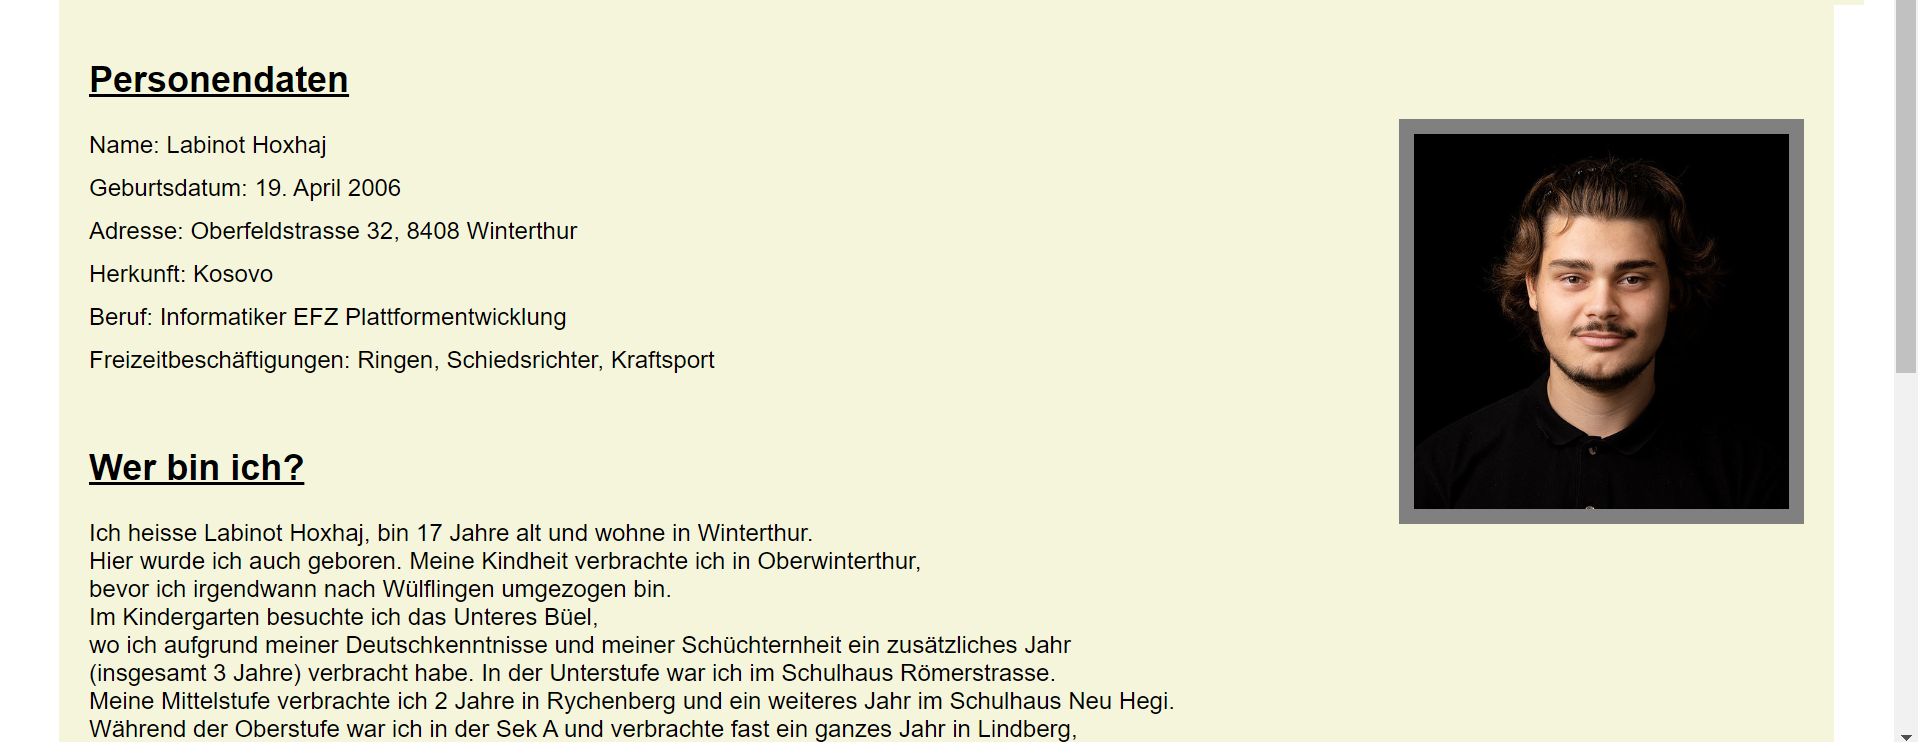 Personendaten
Name: Labinot Hoxhaj
Geburtsdatum: 19. April 2006
Adresse: Oberfeldstrasse 32, 8408 Winterthur
Herkunft: Kosovo
Beruf: Informatiker EFZ Plattformentwicklung
Freizeitbeschäftigungen: Ringen, Schiedsrichter, Kraftsport
Wer bin ich?
Ich heisse Labinot Hoxhaj, bin 17 Jahre alt und wohne in Winterthur.
Hier wurde ich auch geboren. Meine Kindheit verbrachte ich in Oberwinterthur,
bevor ich irgendwann nach Wülflingen umgezogen bin.
Im Kindergarten besuchte ich das Unteres Büel,
wo ich aufgrund meiner Deutschkenntnisse und meiner Schüchternheit ein zusätzliches Jahr
(insgesamt 3 Jahre) verbracht habe. In der Unterstufe war ich im Schulhaus Römerstrasse.
Meine Mittelstufe verbrachte ich 2 Jahre in Rychenberg und ein weiteres Jahr im Schulhaus Neu Hegi.
Während der Oberstufe war ich in der Sek A und verbrachte fast ein ganzes Jahr in Lindberg,